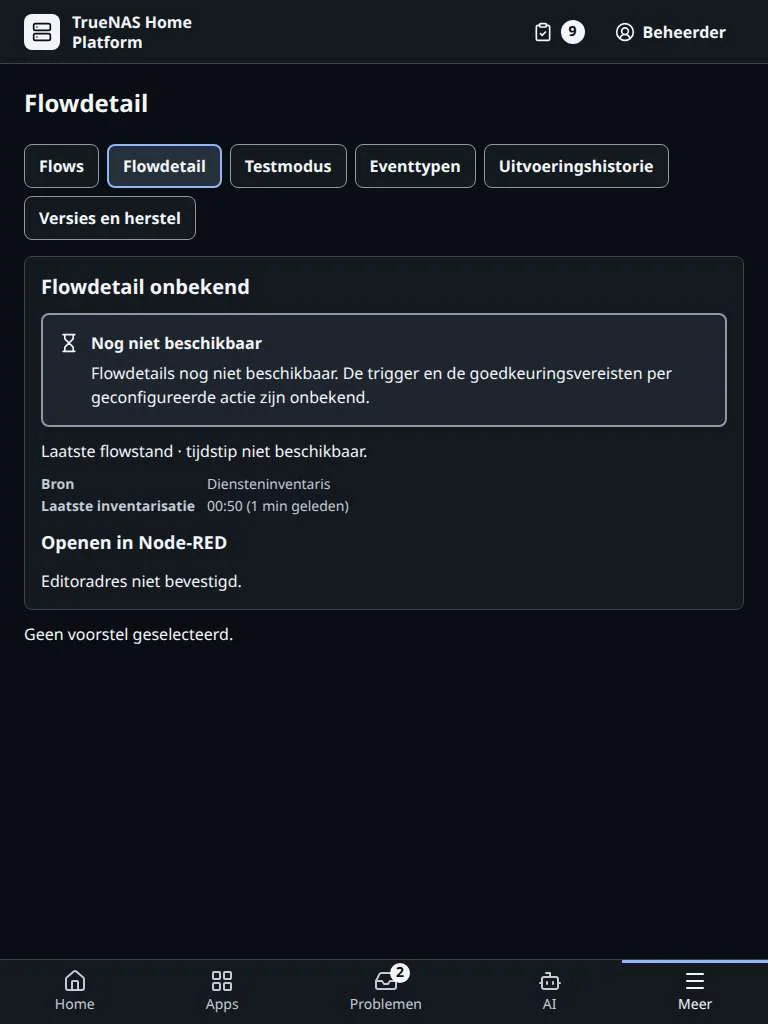 TrueNAS Home
Platform
9
Beheerder
Flowdetail
Flows
Flowdetail
Testmodus
Eventtypen
Uitvoeringshistorie
Versies en herstel
Flowdetail onbekend
Nog niet beschikbaar
Flowdetails nog niet beschikbaar. De trigger en de goedkeuringsvereisten per
geconfigureerde actie zijn onbekend.
Laatste flowstand · tijdstip niet beschikbaar.
Bron Diensteninventaris
Laatste inventarisatie 00:50 (1 min geleden)
Openen in Node-RED
Editoradres niet bevestigd.
Geen voorstel geselecteerd.
Home
Apps
2
Problemen
AI
Meer